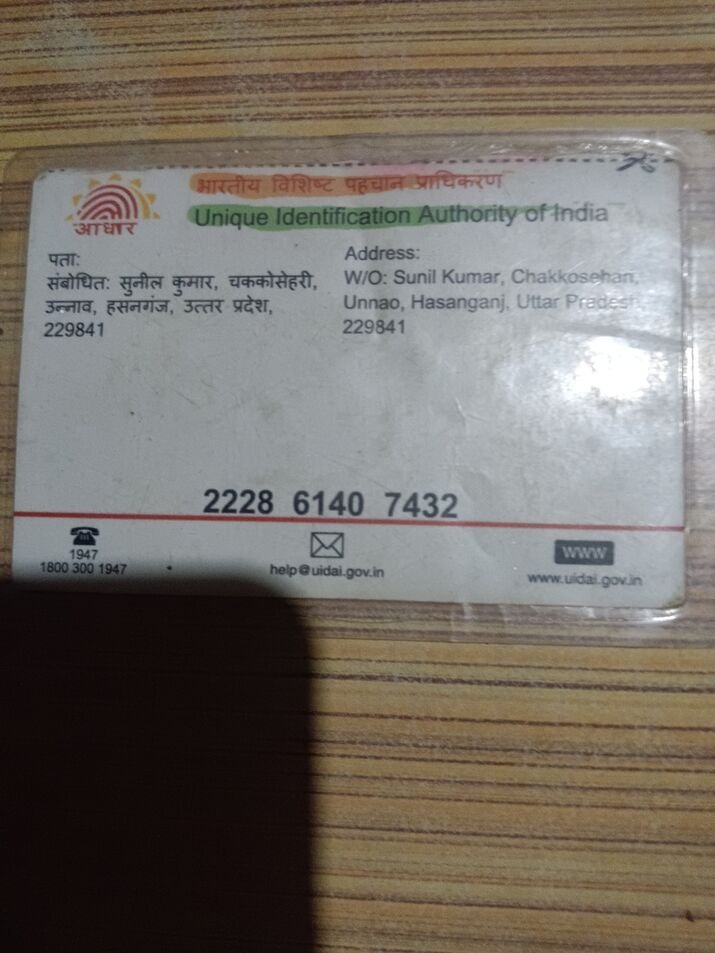 भारतीय विशिष्ट पहचान प्राधिकरण
Unique Identification Authority of India
आधार
पता:
संबोधित: सुनील कुमार, चककोसेहरी,
उन्नाव, हसनगंज, उत्तर प्रदेश,
229841
Address:
W/O: Sunil Kumar, Chakkosehari,
Unnao, Hasanganj, Uttar Pradesh,
229841
2228 6140 7432
1947
1800 300 1947
help@uidai.gov.in
www
www.uidai.gov.in